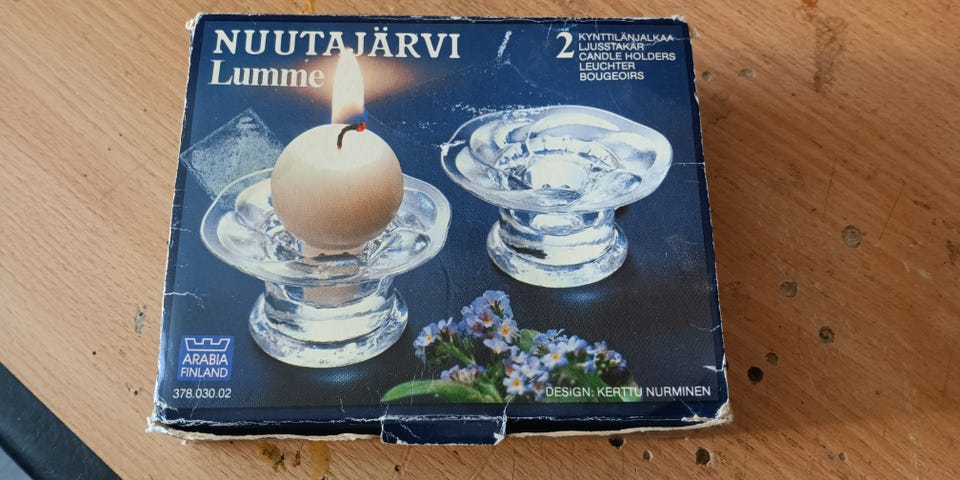 NUUTAJÄRVI
Lumme
2 KYNTTILÄNJALKAA
LJUSSTAKAR
CANDLE HOLDERS
LEUCHTER
BOUGEOIRS
ARABIA
FINLAND
378.030.02
DESIGN: KERTTU NURMINEN